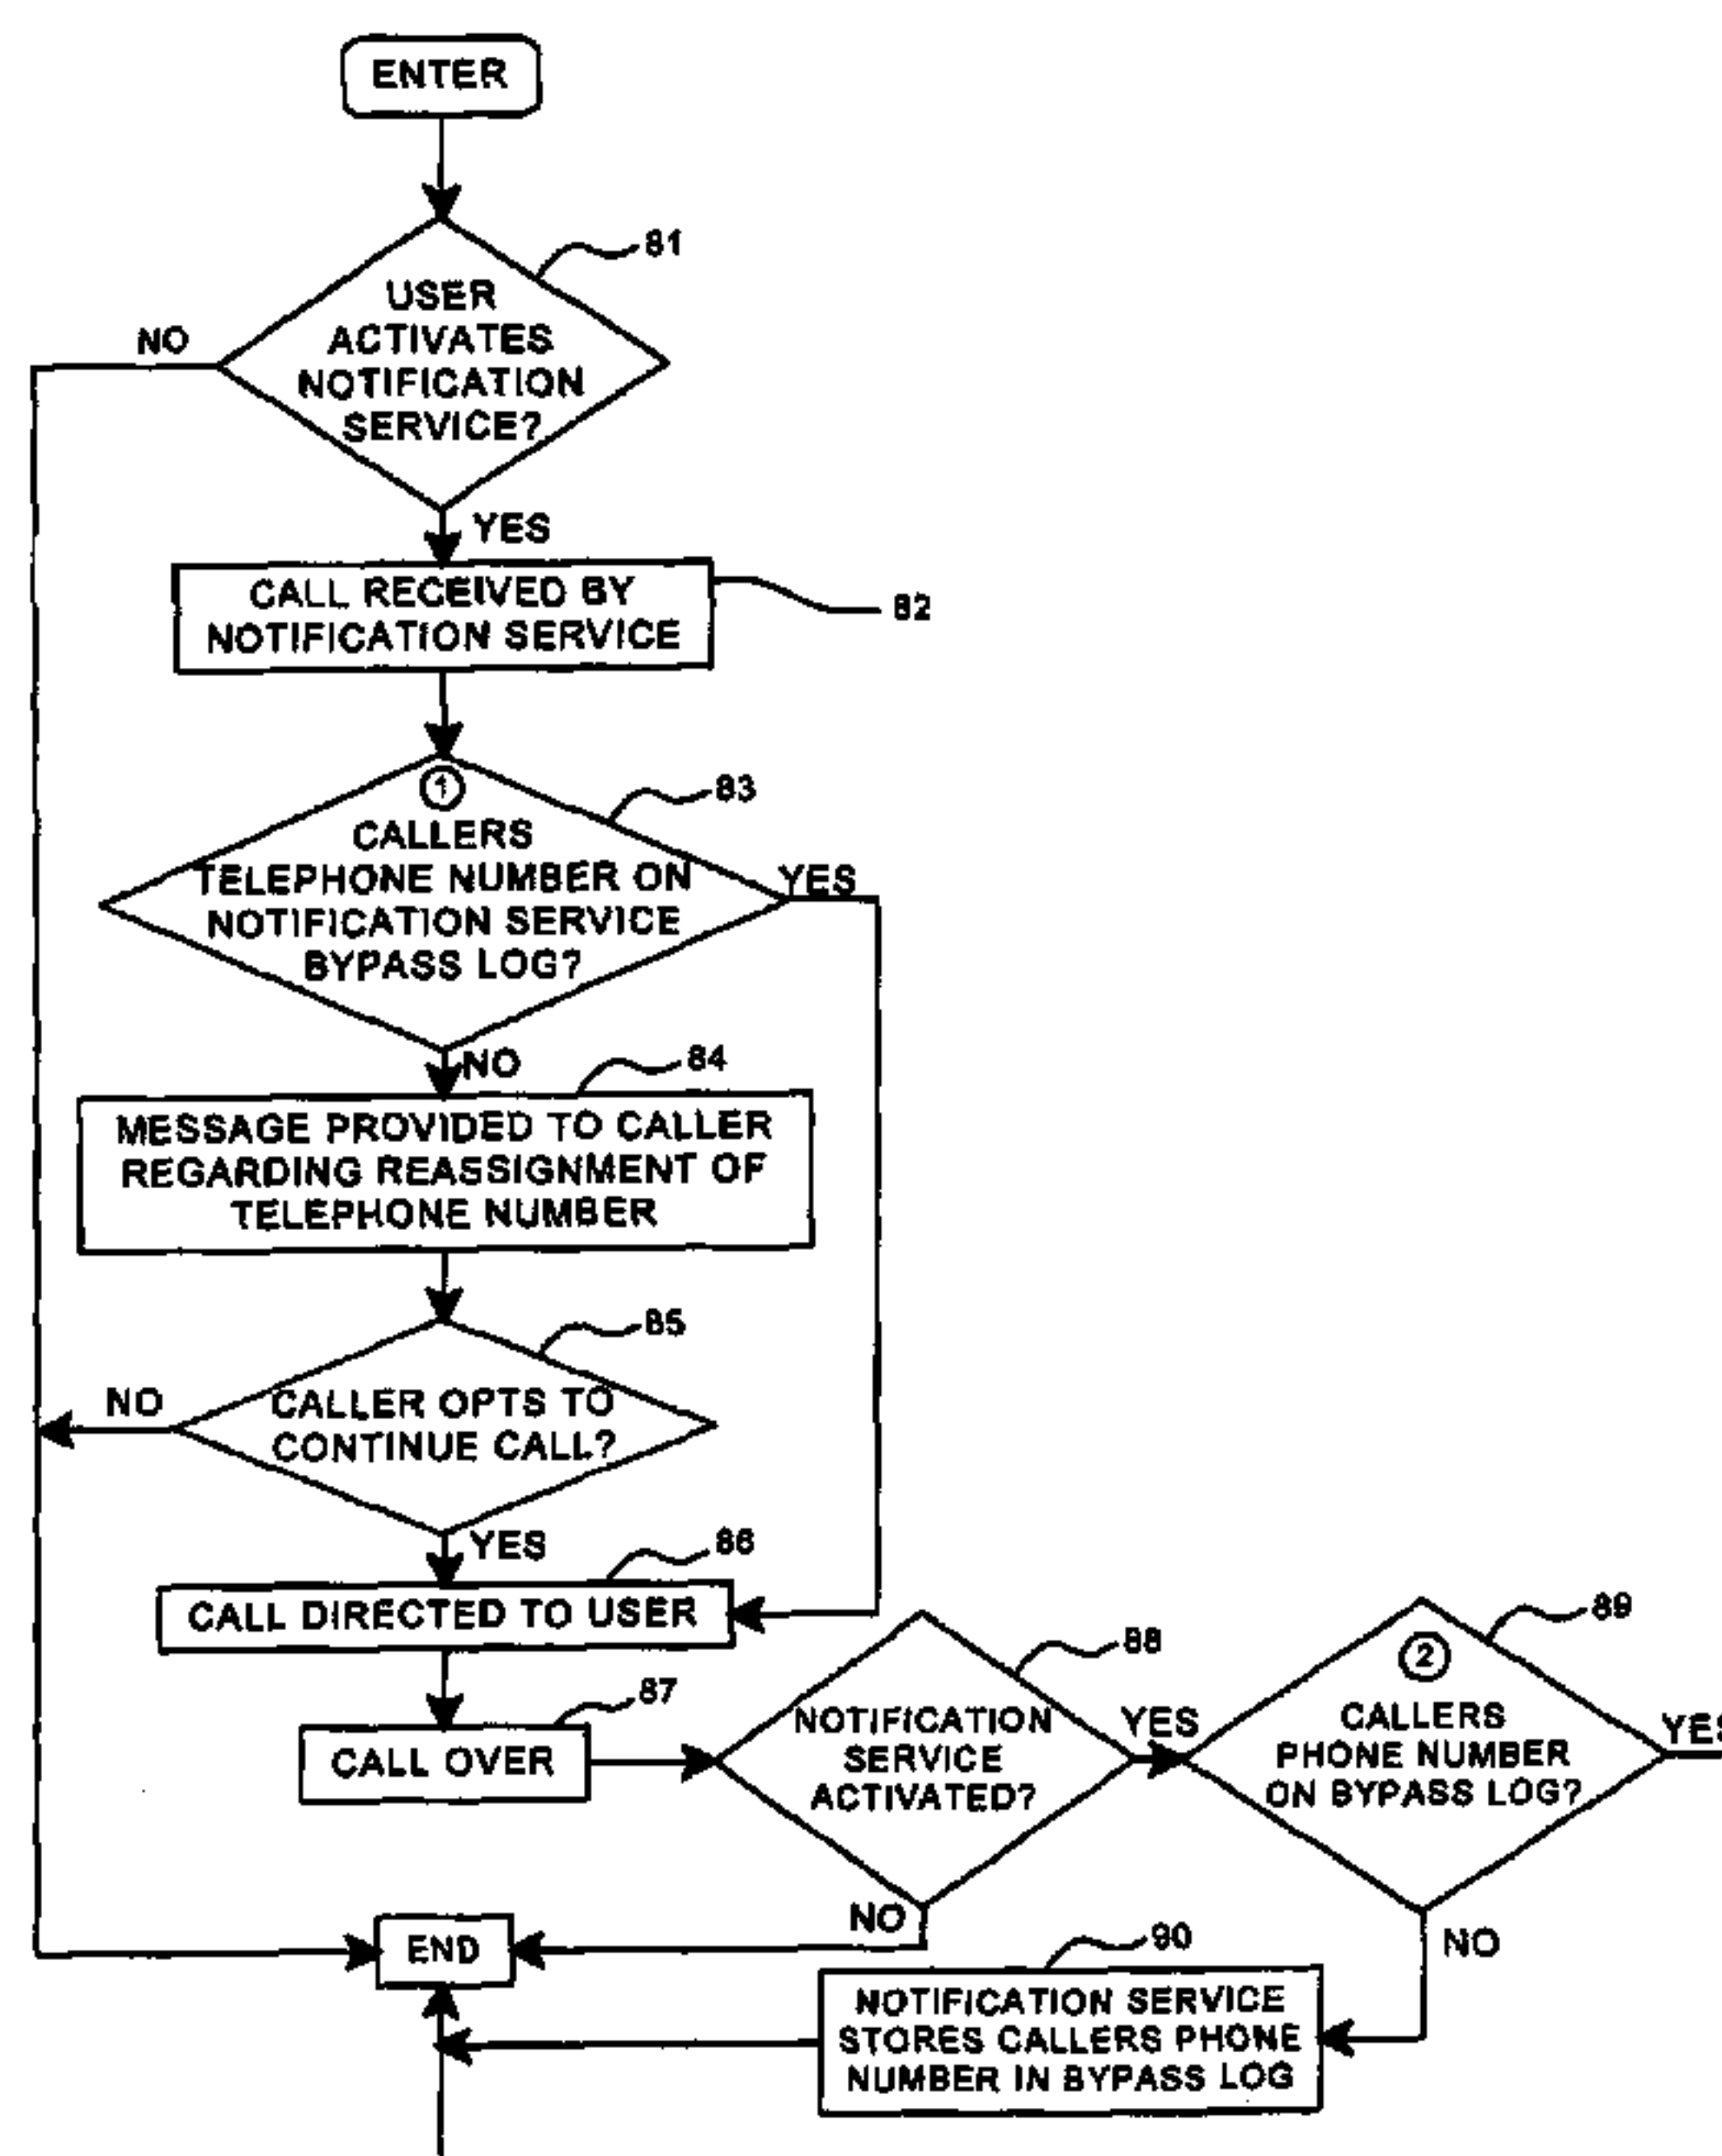 ENTER
81
USER
ACTIVATES
NOTIFICATION
SERVICE?
NO
YES
CALL RECEIVED BY
NOTIFICATION SERVICE
82
1
83
CALLERS
TELEPHONE NUMBER ON
NOTIFICATION SERVICE
BYPASS LOG?
YES
NO
84
MESSAGE PROVIDED TO CALLER
REGARDING REASSIGNMENT OF
TELEPHONE NUMBER
85
CALLER OPTS TO
CONTINUE CALL?
NO
YES
86
CALL DIRECTED TO USER
87
CALL OVER
88
NOTIFICATION
SERVICE
ACTIVATED?
YES
NO
89
2
CALLERS
PHONE NUMBER
ON BYPASS LOG?
YES
NO
END
90
NOTIFICATION SERVICE
STORES CALLERS PHONE
NUMBER IN BYPASS LOG